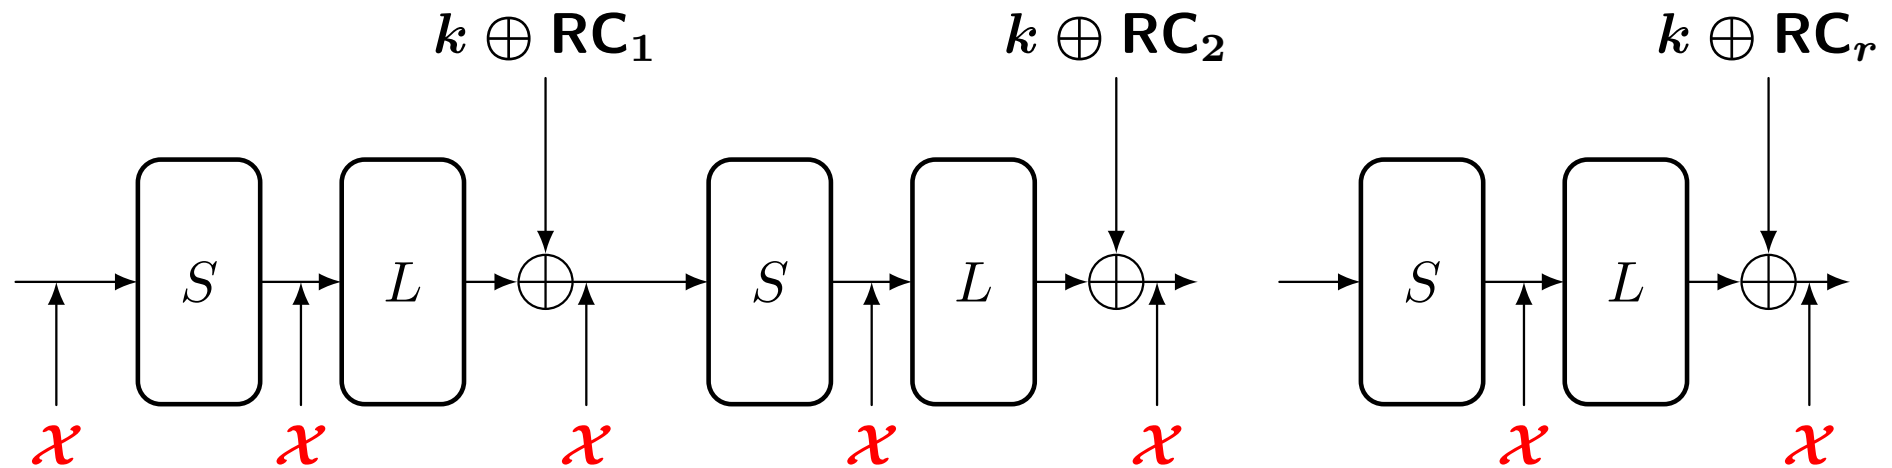 k ⊕ RC₁ k ⊕ RC₂ k ⊕ RCᵣ
S L S L S L
𝒳 𝒳 𝒳 𝒳 𝒳 𝒳 𝒳